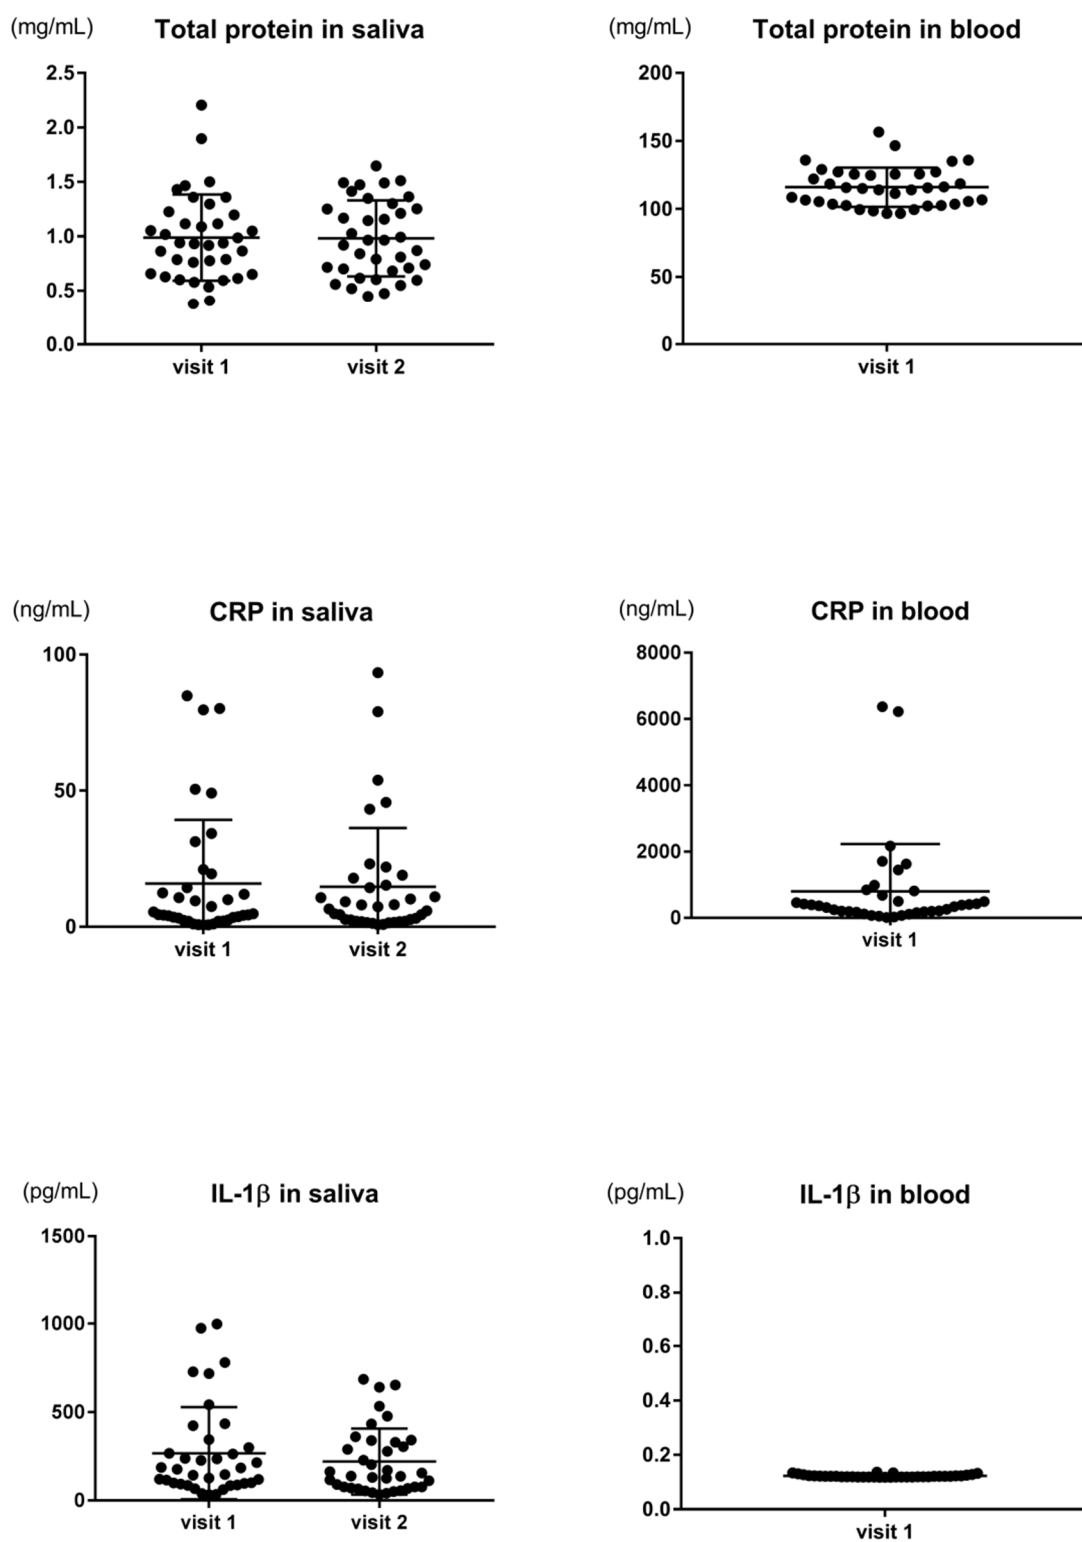 (mg/mL) Total protein in saliva
2.5
2.0
1.5
1.0
0.5
0.0
visit 1 visit 2
(mg/mL) Total protein in blood
200
150
100
50
0
visit 1
(ng/mL) CRP in saliva
100
50
0
visit 1 visit 2
(ng/mL) CRP in blood
8000
6000
4000
2000
0
visit 1
(pg/mL) IL-1β in saliva
1500
1000
500
0
visit 1 visit 2
(pg/mL) IL-1β in blood
1.0
0.8
0.6
0.4
0.2
0.0
visit 1